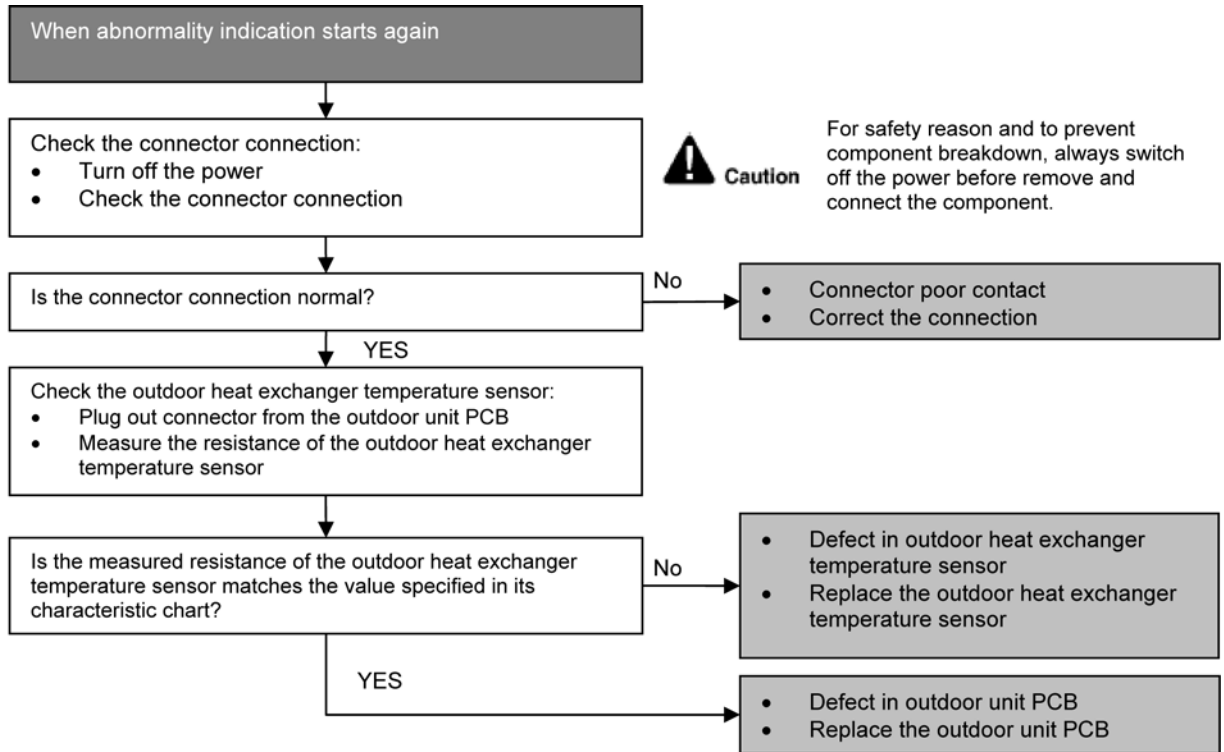 When abnormality indication starts again
Check the connector connection:
• Turn off the power
• Check the connector connection
Caution
For safety reason and to prevent
component breakdown, always switch
off the power before remove and
connect the component.
Is the connector connection normal?
No
• Connector poor contact
• Correct the connection
YES
Check the outdoor heat exchanger temperature sensor:
• Plug out connector from the outdoor unit PCB
• Measure the resistance of the outdoor heat exchanger
temperature sensor
Is the measured resistance of the outdoor heat exchanger
temperature sensor matches the value specified in its
characteristic chart?
No
• Defect in outdoor heat exchanger
temperature sensor
• Replace the outdoor heat exchanger
temperature sensor
YES
• Defect in outdoor unit PCB
• Replace the outdoor unit PCB